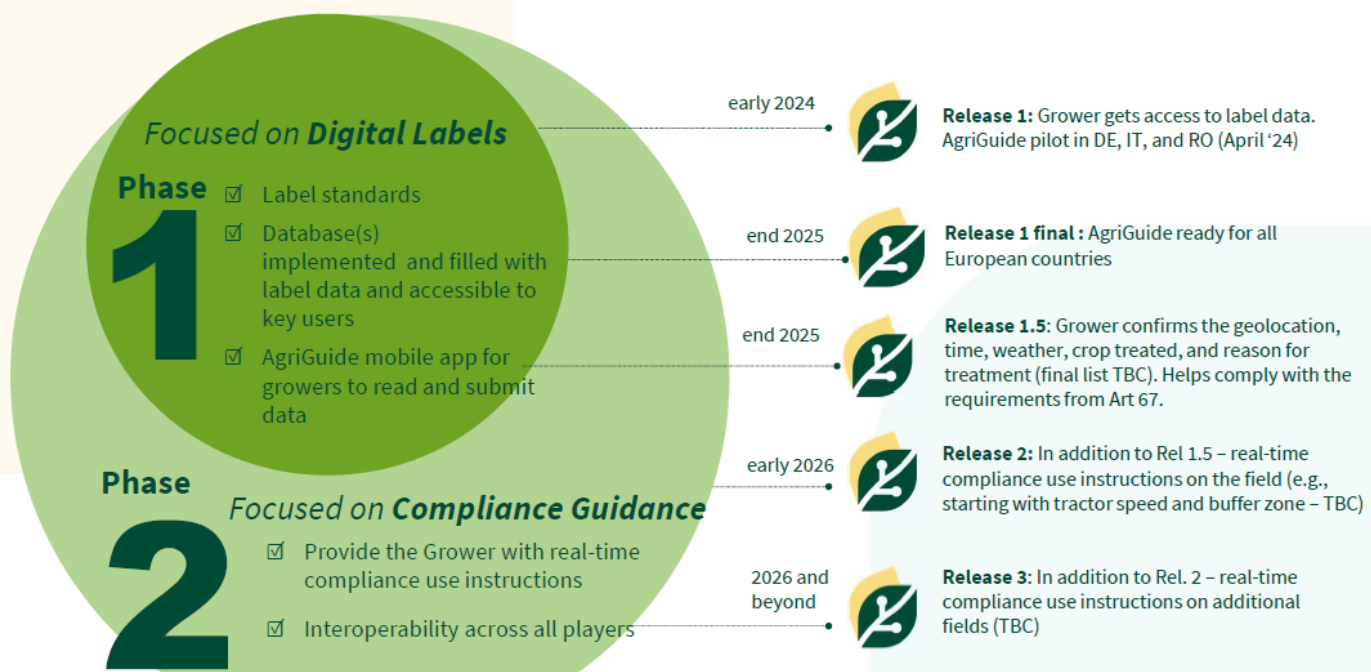 Focused on Digital Labels
Phase
1
☑ Label standards
☑ Database(s)
implemented and filled with
label data and accessible to
key users
☑ AgriGuide mobile app for
growers to read and submit
data
Phase
2
Focused on Compliance Guidance
☑ Provide the Grower with real-time
compliance use instructions
☑ Interoperability across all players
early 2024
Release 1: Grower gets access to label data.
AgriGuide pilot in DE, IT, and RO (April ‘24)
end 2025
Release 1 final : AgriGuide ready for all
European countries
end 2025
Release 1.5: Grower confirms the geolocation,
time, weather, crop treated, and reason for
treatment (final list TBC). Helps comply with the
requirements from Art 67.
early 2026
Release 2: In addition to Rel 1.5 – real-time
compliance use instructions on the field (e.g.,
starting with tractor speed and buffer zone – TBC)
2026 and
beyond
Release 3: In addition to Rel. 2 – real-time
compliance use instructions on additional
fields (TBC)